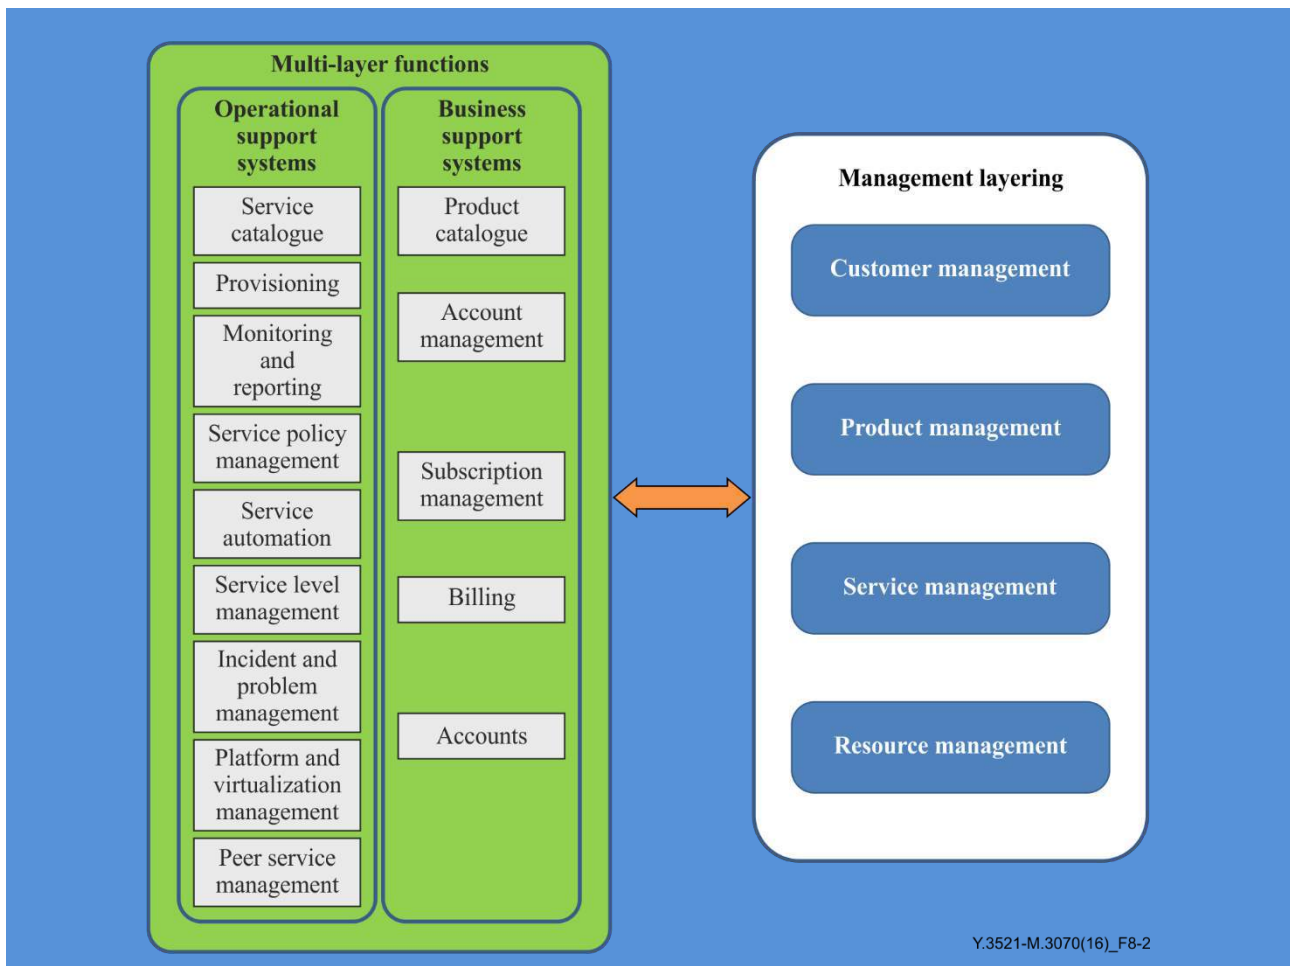 Multi-layer functions
Operational
support
systems
Service
catalogue
Provisioning
Monitoring
and
reporting
Service policy
management
Service
automation
Service level
management
Incident and
problem
management
Platform and
virtualization
management
Peer service
management
Business
support
systems
Product
catalogue
Account
management
Subscription
management
Billing
Accounts
Management layering
Customer management
Product management
Service management
Resource management
Y.3521-M.3070(16)_F8-2